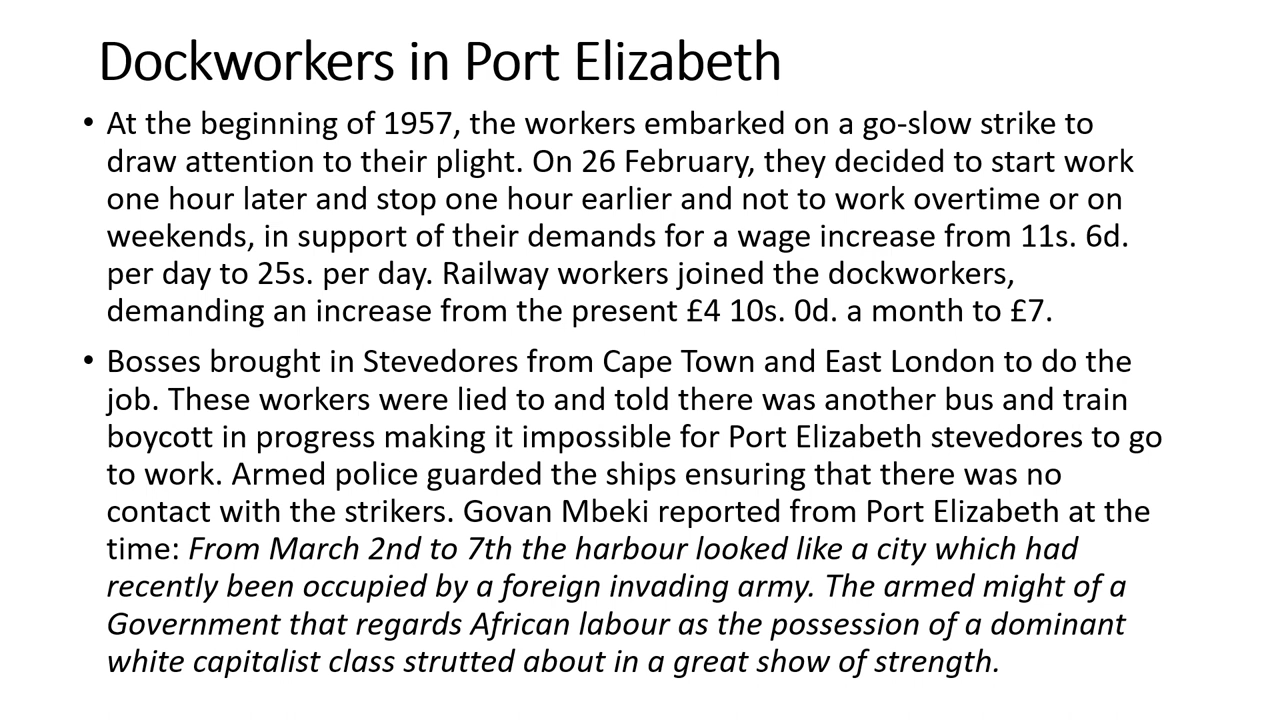 Dockworkers in Port Elizabeth
• At the beginning of 1957, the workers embarked on a go-slow strike to
draw attention to their plight. On 26 February, they decided to start work
one hour later and stop one hour earlier and not to work overtime or on
weekends, in support of their demands for a wage increase from 11s. 6d.
per day to 25s. per day. Railway workers joined the dockworkers,
demanding an increase from the present £4 10s. 0d. a month to £7.
• Bosses brought in Stevedores from Cape Town and East London to do the
job. These workers were lied to and told there was another bus and train
boycott in progress making it impossible for Port Elizabeth stevedores to go
to work. Armed police guarded the ships ensuring that there was no
contact with the strikers. Govan Mbeki reported from Port Elizabeth at the
time: From March 2nd to 7th the harbour looked like a city which had
recently been occupied by a foreign invading army. The armed might of a
Government that regards African labour as the possession of a dominant
white capitalist class strutted about in a great show of strength.